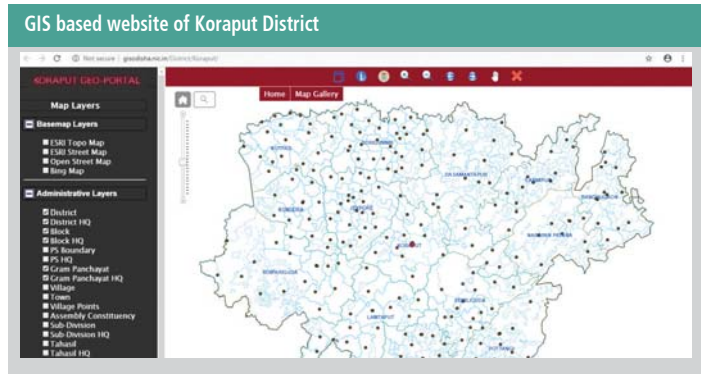 GIS based website of Koraput District
Not secure | gisodisha.nic.in/District/Koraput/
KORAPUT GEO-PORTAL
Home Map Gallery
Map Layers
Basemap Layers
ESRI Topo Map
ESRI Street Map
Open Street Map
Bing Map
Administrative Layers
District
District HQ
Block
Block HQ
PS Boundary
PS HQ
Gram Panchayat
Gram Panchayat HQ
Village
Town
Village Points
Assembly Constituency
Sub-Division
Sub-Division HQ
Tahasil
Tahasil HQ
KOTPAD
DASAMANTAPUR
KORAPUT
LAMTAPUT